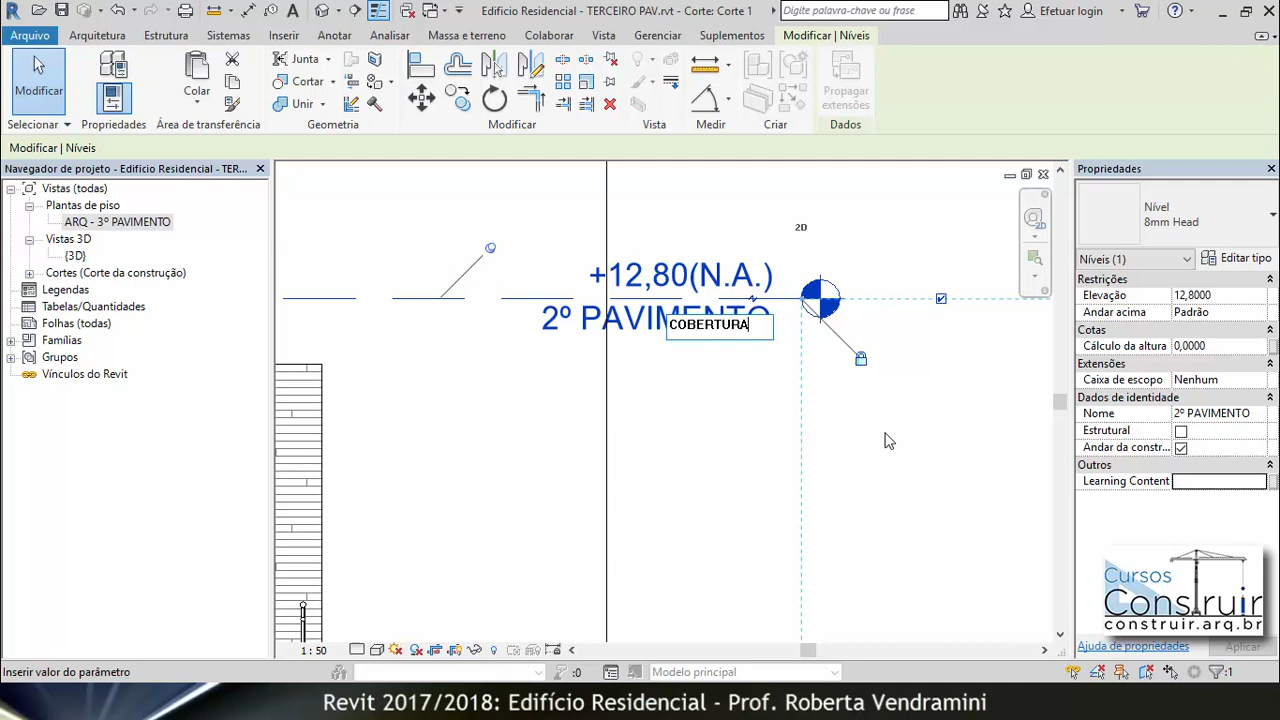 Edifício Residencial - TERCEIRO PAV.rvt - Corte: Corte 1
Digite palavra-chave ou frase
Efetuar login
Arquivo
Arquitetura
Estrutura
Sistemas
Inserir
Anotar
Analisar
Massa e terreno
Colaborar
Vista
Gerenciar
Suplementos
Modificar | Níveis
Modificar
Colar
Junta
Cortar
Unir
Propagar
extensões
Selecionar
Propriedades
Área de transferência
Geometria
Modificar
Vista
Medir
Criar
Dados
Modificar | Níveis
Navegador de projeto - Edifício Residencial - TER...
Vistas (todas)
Plantas de piso
ARQ - 3º PAVIMENTO
Vistas 3D
{3D}
Cortes (Corte da construção)
Legendas
Tabelas/Quantidades
Folhas (todas)
Famílias
Grupos
Vínculos do Revit
2D
+12,80(N.A.)
2º PAVIMENTO
COBERTURA
2D
Propriedades
Nível
8mm Head
Níveis (1)
Editar tipo
Restrições
Elevação 12,8000
Andar acima Padrão
Cotas
Cálculo da altura 0,0000
Extensões
Caixa de escopo Nenhum
Dados de identidade
Nome 2º PAVIMENTO
Estrutural
Andar da constr...
Outros
Learning Content
Cursos
Construir
construir.arq.br
Ajuda de propriedades
Aplicar
1 : 50
Inserir valor do parâmetro
:0
Modelo principal
:1
Revit 2017/2018: Edifício Residencial - Prof. Roberta Vendramini